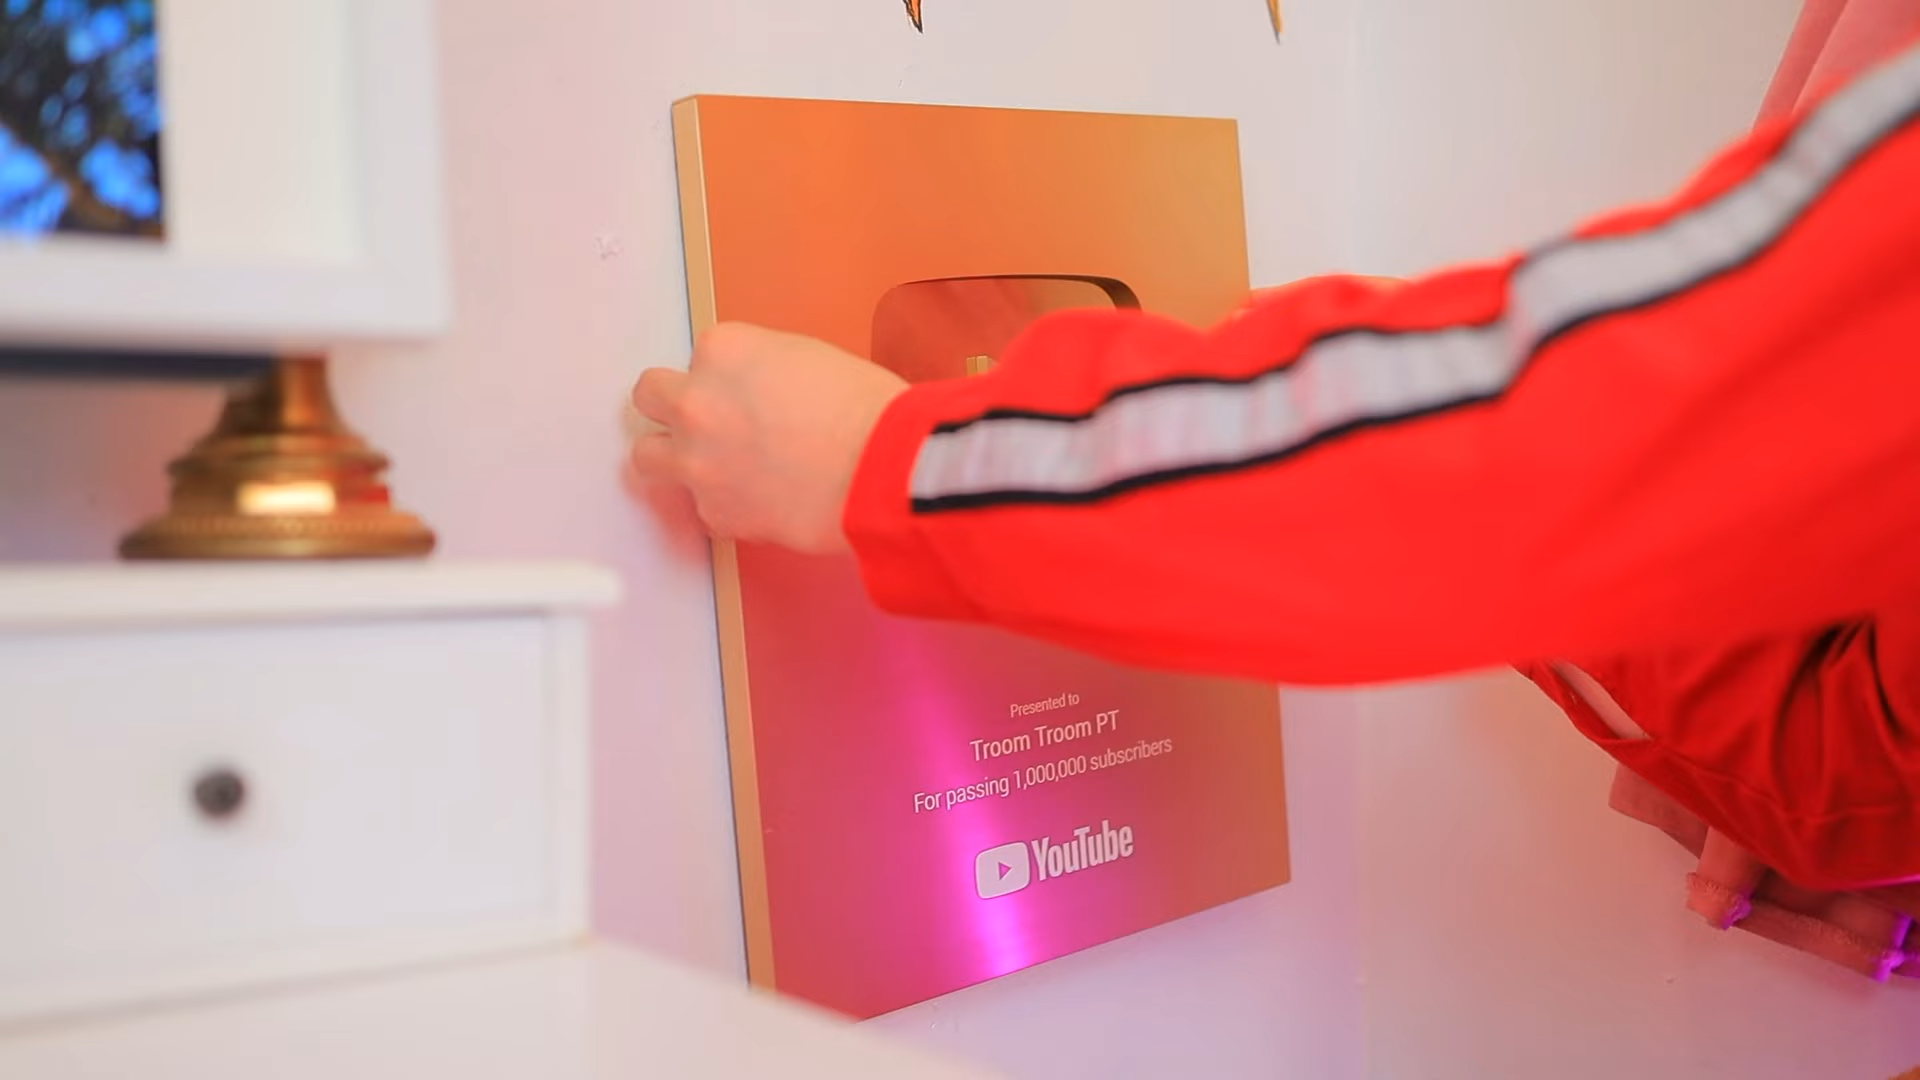 Presented to
Troom Troom PT
For passing 1,000,000 subscribers
YouTube